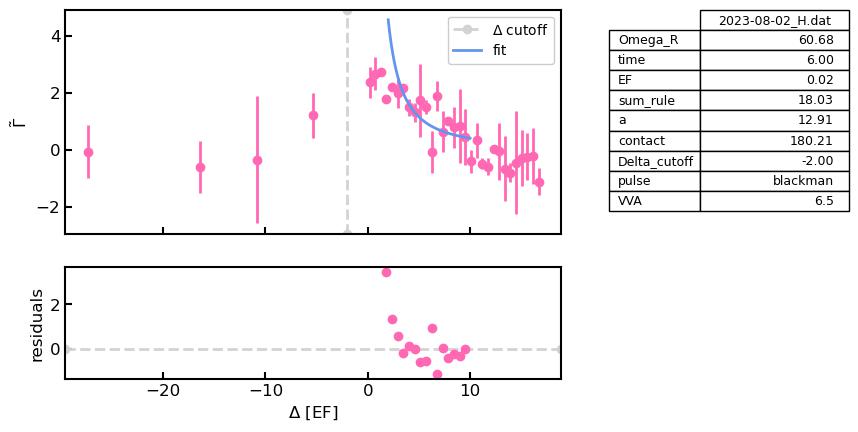 Δ cutoff
fit
4
2
0
−2
Γ̃
2
0
residuals
−20
−10
0
10
Δ [EF]
2023-08-02_H.dat
Omega_R 60.68
time 6.00
EF 0.02
sum_rule 18.03
a 12.91
contact 180.21
Delta_cutoff -2.00
pulse blackman
VVA 6.5